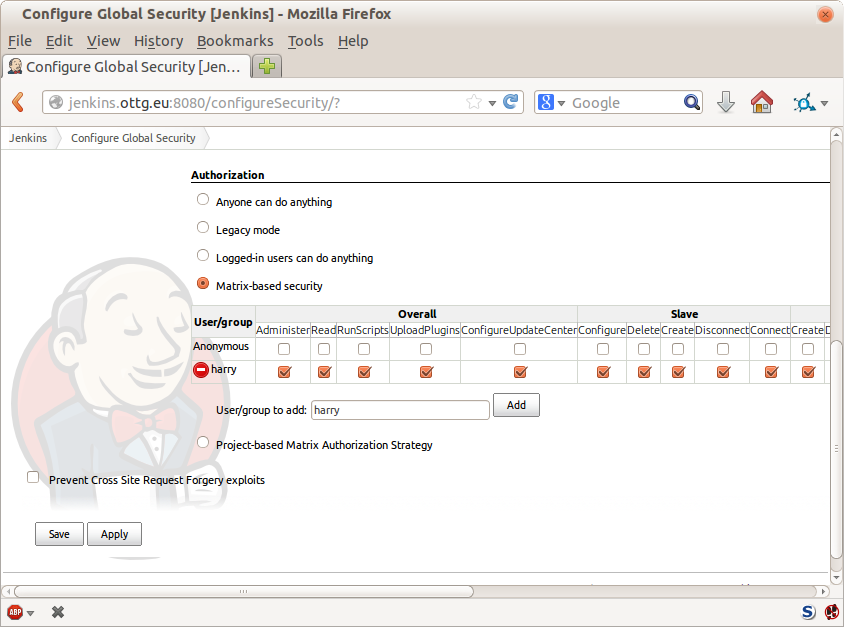 Configure Global Security [Jenkins] - Mozilla Firefox
File Edit View History Bookmarks Tools Help
Configure Global Security [Jen...
jenkins.ottg.eu:8080/configureSecurity/? Google
Jenkins Configure Global Security
Authorization
Anyone can do anything
Legacy mode
Logged-in users can do anything
Matrix-based security
User/group Overall Slave
Administer Read RunScripts UploadPlugins ConfigureUpdateCenter Configure Delete Create Disconnect Connect Create
Anonymous
harry
User/group to add: harry Add
Project-based Matrix Authorization Strategy
Prevent Cross Site Request Forgery exploits
Save Apply
ABP S